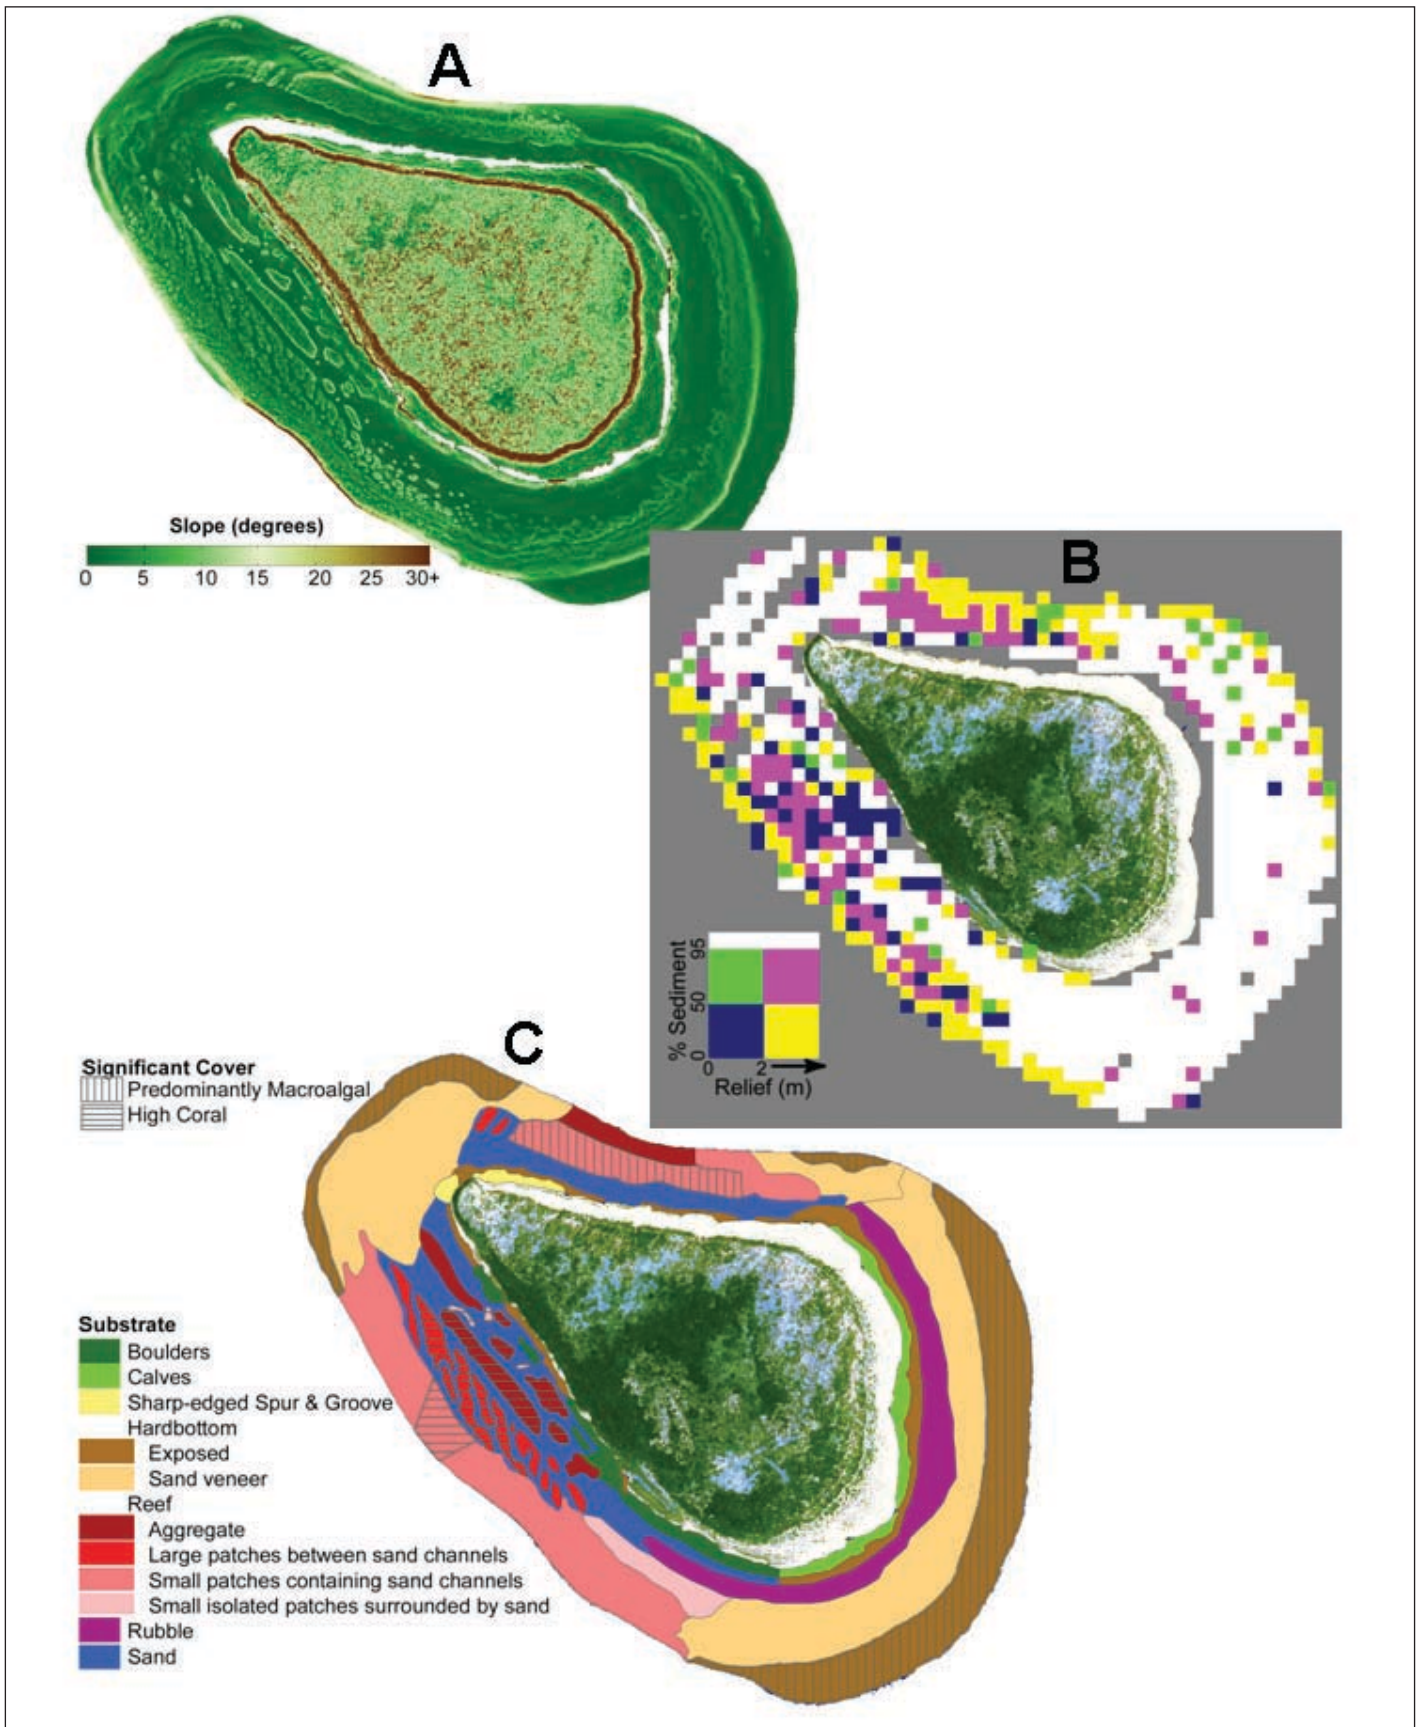 A
Slope (degrees)
0 5 10 15 20 25 30+
B
% Sediment
95
50
0
0 2
Relief (m)
C
Significant Cover
Predominantly Macroalgal
High Coral
Substrate
Boulders
Calves
Sharp-edged Spur & Groove
Hardbottom
Exposed
Sand veneer
Reef
Aggregate
Large patches between sand channels
Small patches containing sand channels
Small isolated patches surrounded by sand
Rubble
Sand